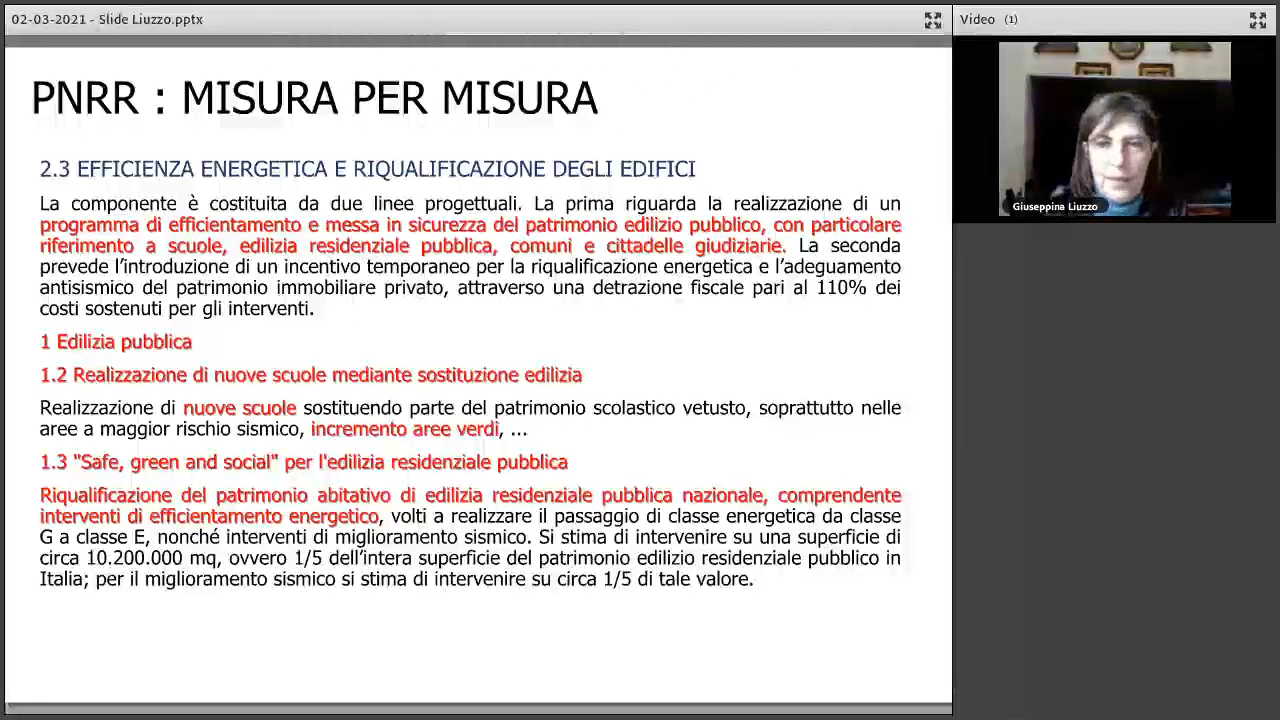 02-03-2021 - Slide Liuzzo.pptx
Video (1)
PNRR : MISURA PER MISURA
2.3 EFFICIENZA ENERGETICA E RIQUALIFICAZIONE DEGLI EDIFICI
La componente è costituita da due linee progettuali. La prima riguarda la realizzazione di un
programma di efficientamento e messa in sicurezza del patrimonio edilizio pubblico, con particolare
riferimento a scuole, edilizia residenziale pubblica, comuni e cittadelle giudiziarie. La seconda
prevede l'introduzione di un incentivo temporaneo per la riqualificazione energetica e l'adeguamento
antisismico del patrimonio immobiliare privato, attraverso una detrazione fiscale pari al 110% dei
costi sostenuti per gli interventi.
1 Edilizia pubblica
1.2 Realizzazione di nuove scuole mediante sostituzione edilizia
Realizzazione di nuove scuole sostituendo parte del patrimonio scolastico vetusto, soprattutto nelle
aree a maggior rischio sismico, incremento aree verdi, ...
1.3 "Safe, green and social" per l'edilizia residenziale pubblica
Riqualificazione del patrimonio abitativo di edilizia residenziale pubblica nazionale, comprendente
interventi di efficientamento energetico, volti a realizzare il passaggio di classe energetica da classe
G a classe E, nonché interventi di miglioramento sismico. Si stima di intervenire su una superficie di
circa 10.200.000 mq, ovvero 1/5 dell'intera superficie del patrimonio edilizio residenziale pubblico in
Italia; per il miglioramento sismico si stima di intervenire su circa 1/5 di tale valore.
Giuseppina Liuzzo